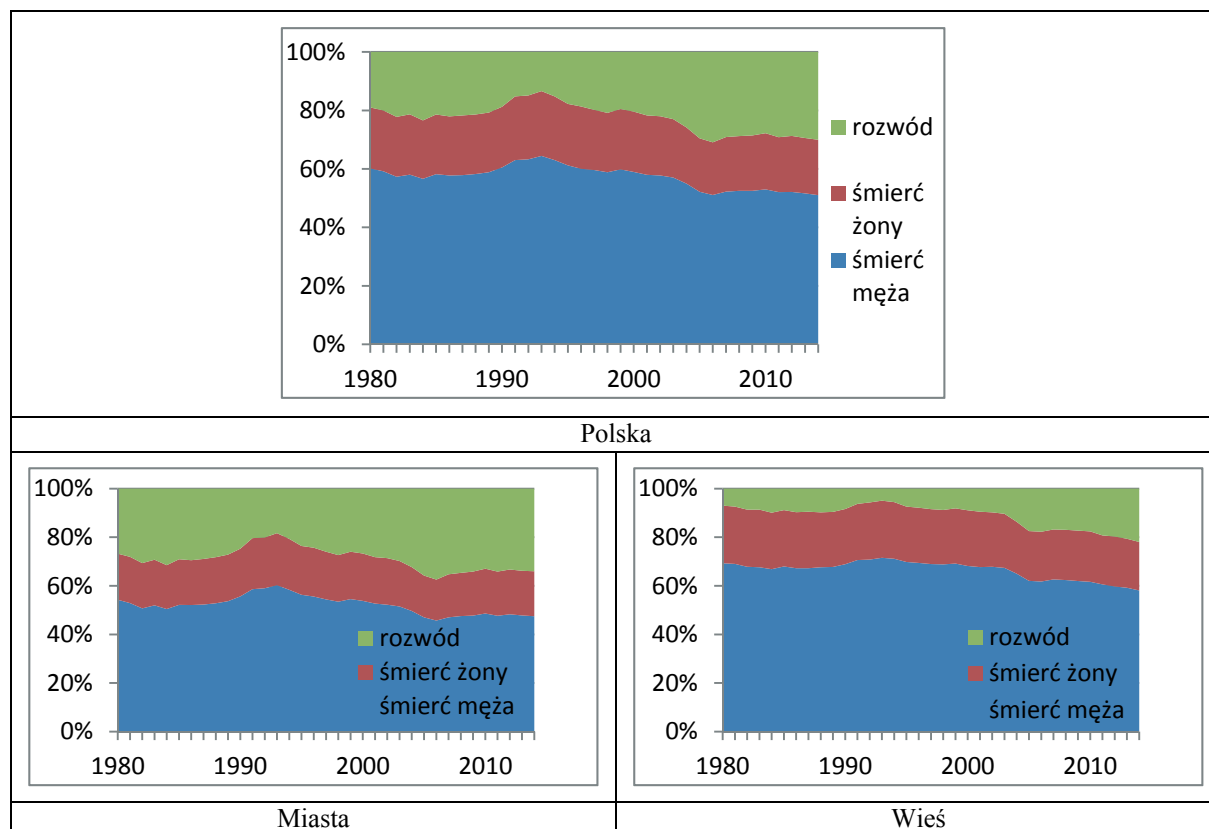 100%
80%
60%
40%
20%
0%
1980 1990 2000 2010
rozwód
śmierć
żony
śmierć
męża
Polska
100%
80%
60%
40%
20%
0%
1980 1990 2000 2010
rozwód
śmierć żony
śmierć męża
Miasta
100%
80%
60%
40%
20%
0%
1980 1990 2000 2010
rozwód
śmierć żony
śmierć męża
Wieś